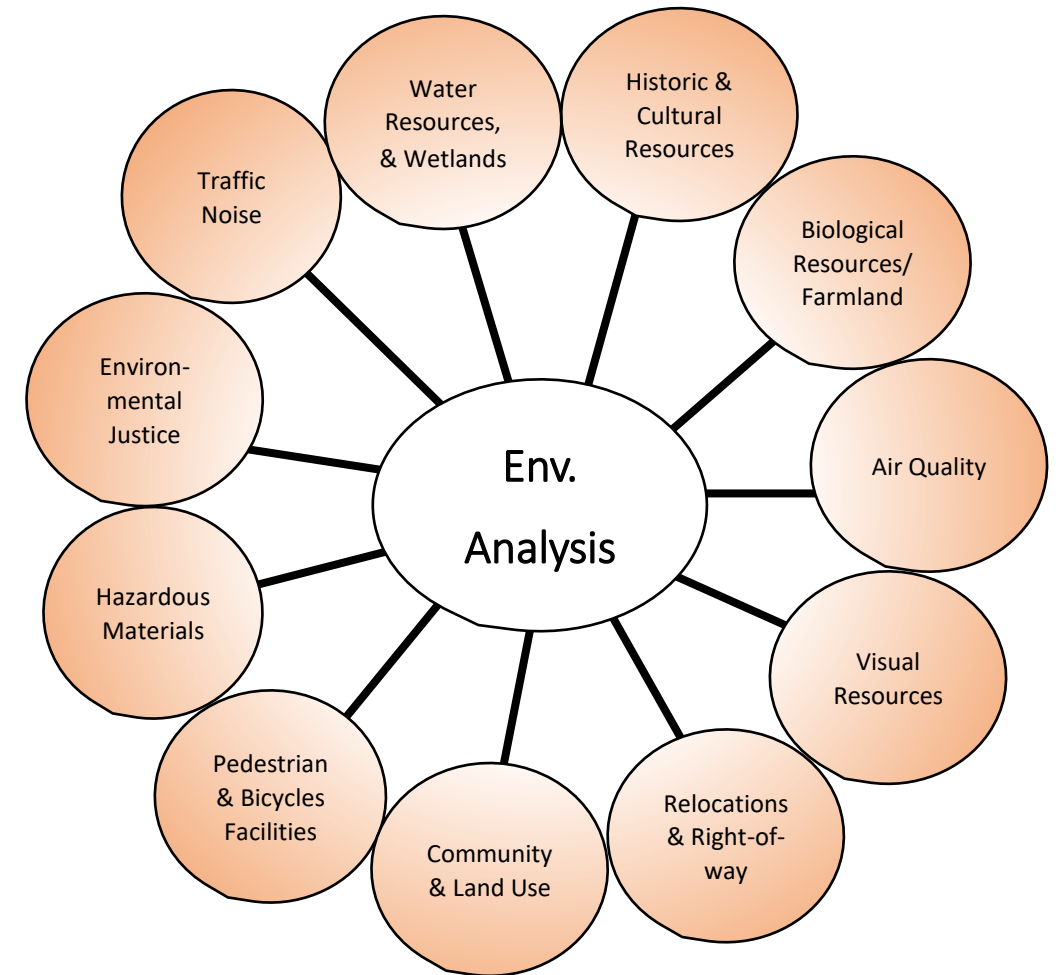 Water
Resources,
& Wetlands
Historic &
Cultural
Resources
Biological
Resources/
Farmland
Air Quality
Visual
Resources
Relocations
& Right-of-
way
Community
& Land Use
Pedestrian
& Bicycles
Facilities
Hazardous
Materials
Environ-
mental
Justice
Traffic
Noise
Env.
Analysis